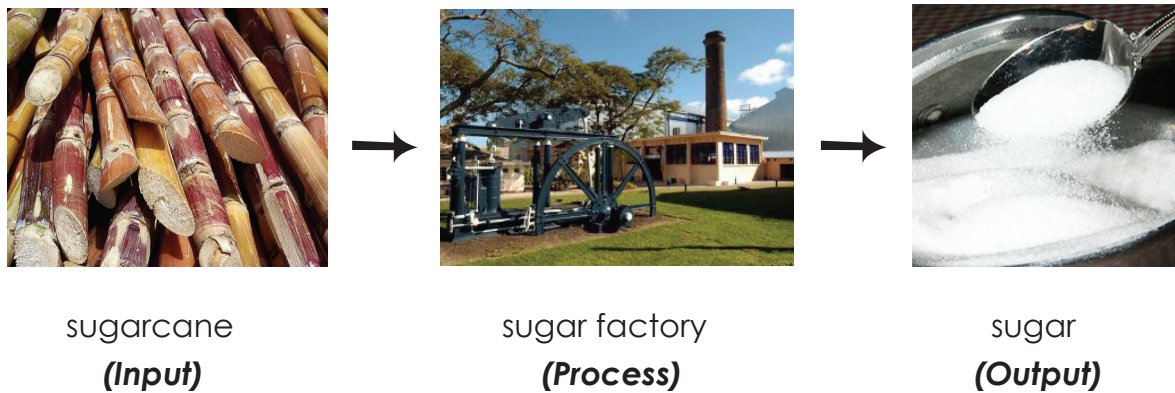 sugarcane
(Input)
sugar factory
(Process)
sugar
(Output)